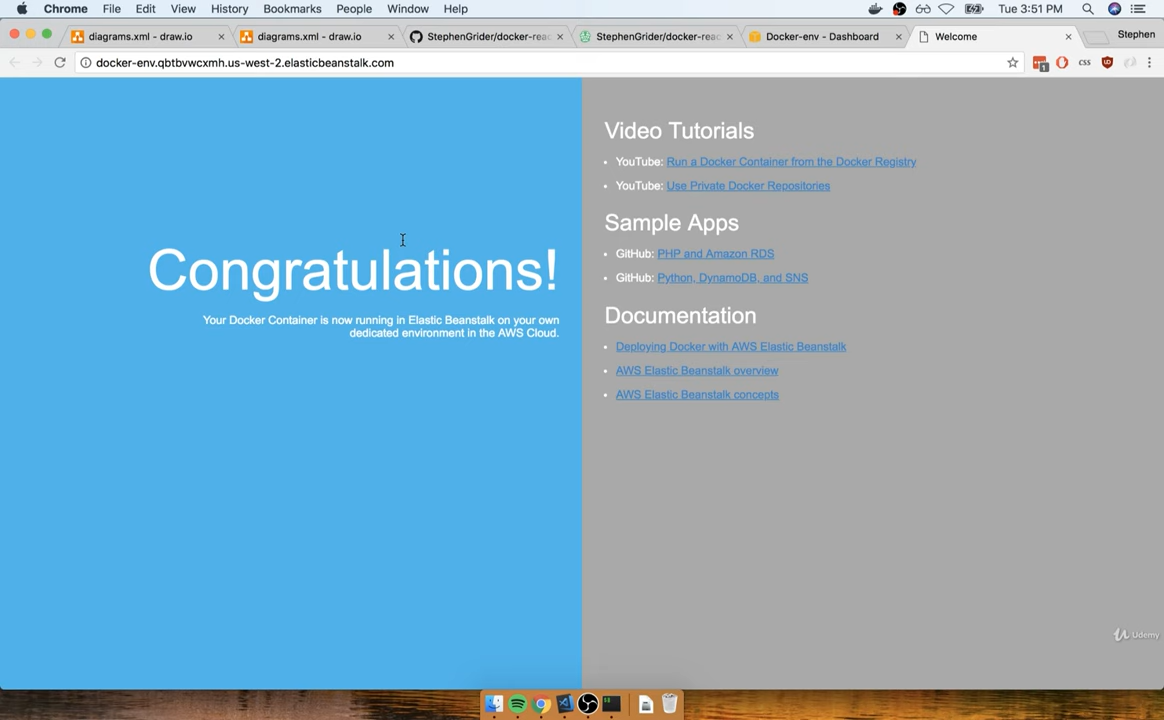 Chrome File Edit View History Bookmarks People Window Help Tue 3:51 PM
diagrams.xml - draw.io diagrams.xml - draw.io StephenGrider/docker-reac StephenGrider/docker-reac Docker-env - Dashboard Welcome Stephen
docker-env.qbtbvwcxmh.us-west-2.elasticbeanstalk.com 1 CSS
Congratulations!
Your Docker Container is now running in Elastic Beanstalk on your own
dedicated environment in the AWS Cloud.
Video Tutorials
YouTube: Run a Docker Container from the Docker Registry
YouTube: Use Private Docker Repositories
Sample Apps
GitHub: PHP and Amazon RDS
GitHub: Python, DynamoDB, and SNS
Documentation
Deploying Docker with AWS Elastic Beanstalk
AWS Elastic Beanstalk overview
AWS Elastic Beanstalk concepts
Udemy